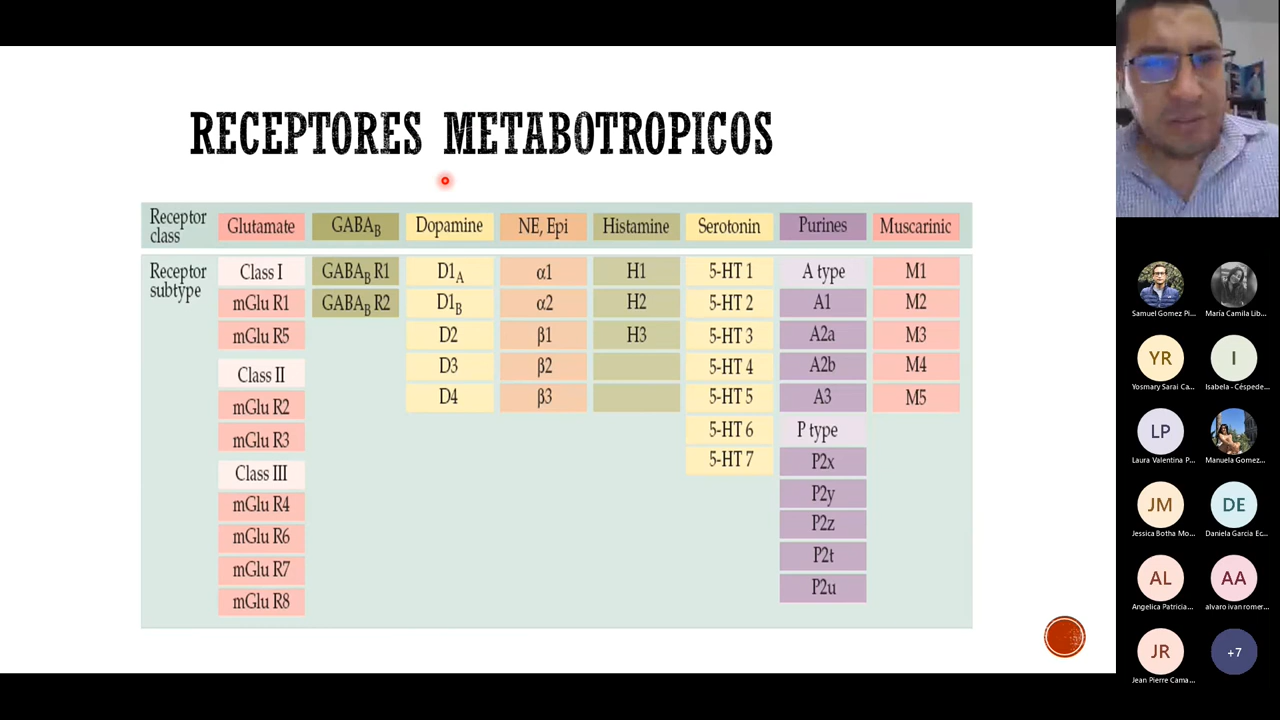 RECEPTORES METABOTROPICOS
Receptor class
Glutamate
GABAB
Dopamine
NE, Epi
Histamine
Serotonin
Purines
Muscarinic
Receptor subtype
Class I
mGlu R1
mGlu R5
Class II
mGlu R2
mGlu R3
Class III
mGlu R4
mGlu R6
mGlu R7
mGlu R8
GABAB R1
GABAB R2
D1A
D1B
D2
D3
D4
α1
α2
β1
β2
β3
H1
H2
H3
5-HT 1
5-HT 2
5-HT 3
5-HT 4
5-HT 5
5-HT 6
5-HT 7
A type
A1
A2a
A2b
A3
P type
P2x
P2y
P2z
P2t
P2u
M1
M2
M3
M4
M5
Samuel Gomez Pi...
María Camila Lib...
YR
Yosmary Sarai Ca...
I
Isabela - Céspede...
LP
Laura Valentina P...
Manuela Gomez...
JM
Jessica Botha Mo...
DE
Daniela Garcia Ec...
AL
Angelica Patricia...
AA
alvaro ivan romer...
JR
Jean Pierre Cama...
+7